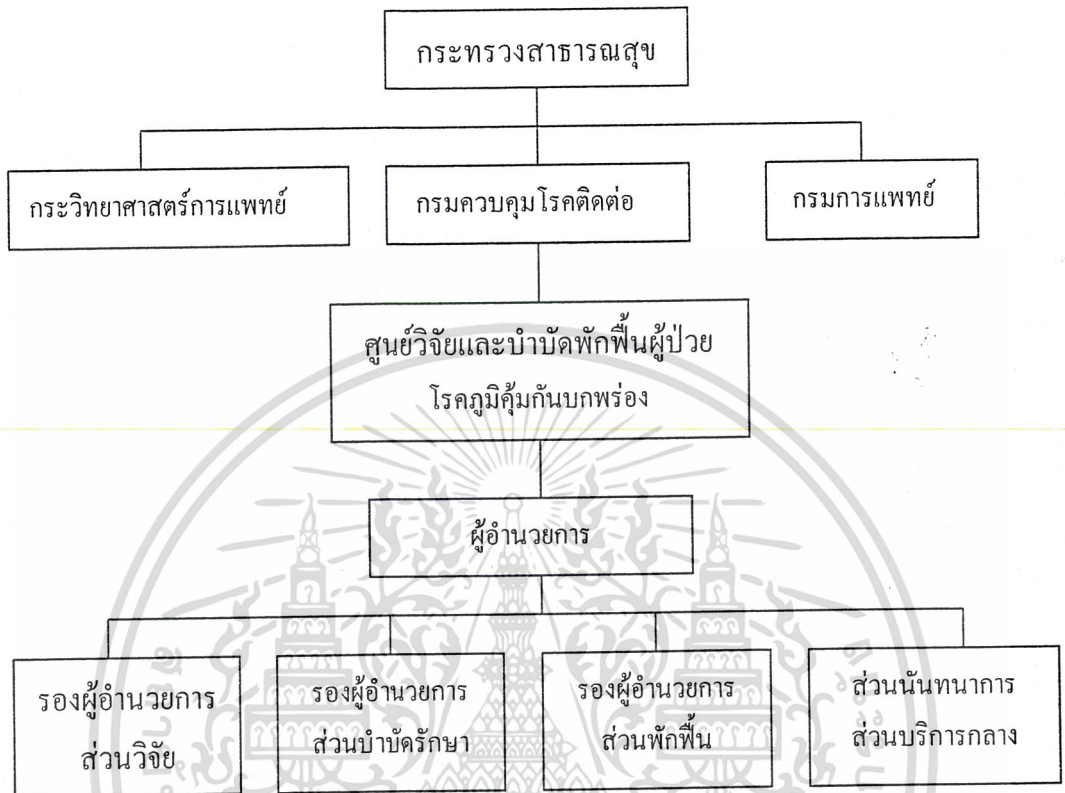 กระทรวงสาธารณสุข
กระวิทยาศาสตร์การแพทย์
กรมควบคุมโรคติดต่อ
กรมการแพทย์
ศูนย์วิจัยและบำบัดพักฟื้นผู้ป่วย
โรคภูมิคุ้มกันบกพร่อง
ผู้อำนวยการ
รองผู้อำนวยการ
ส่วนวิจัย
รองผู้อำนวยการ
ส่วนบำบัดรักษา
รองผู้อำนวยการ
ส่วนพักฟื้น
ส่วนนันทนาการ
ส่วนบริการกลาง